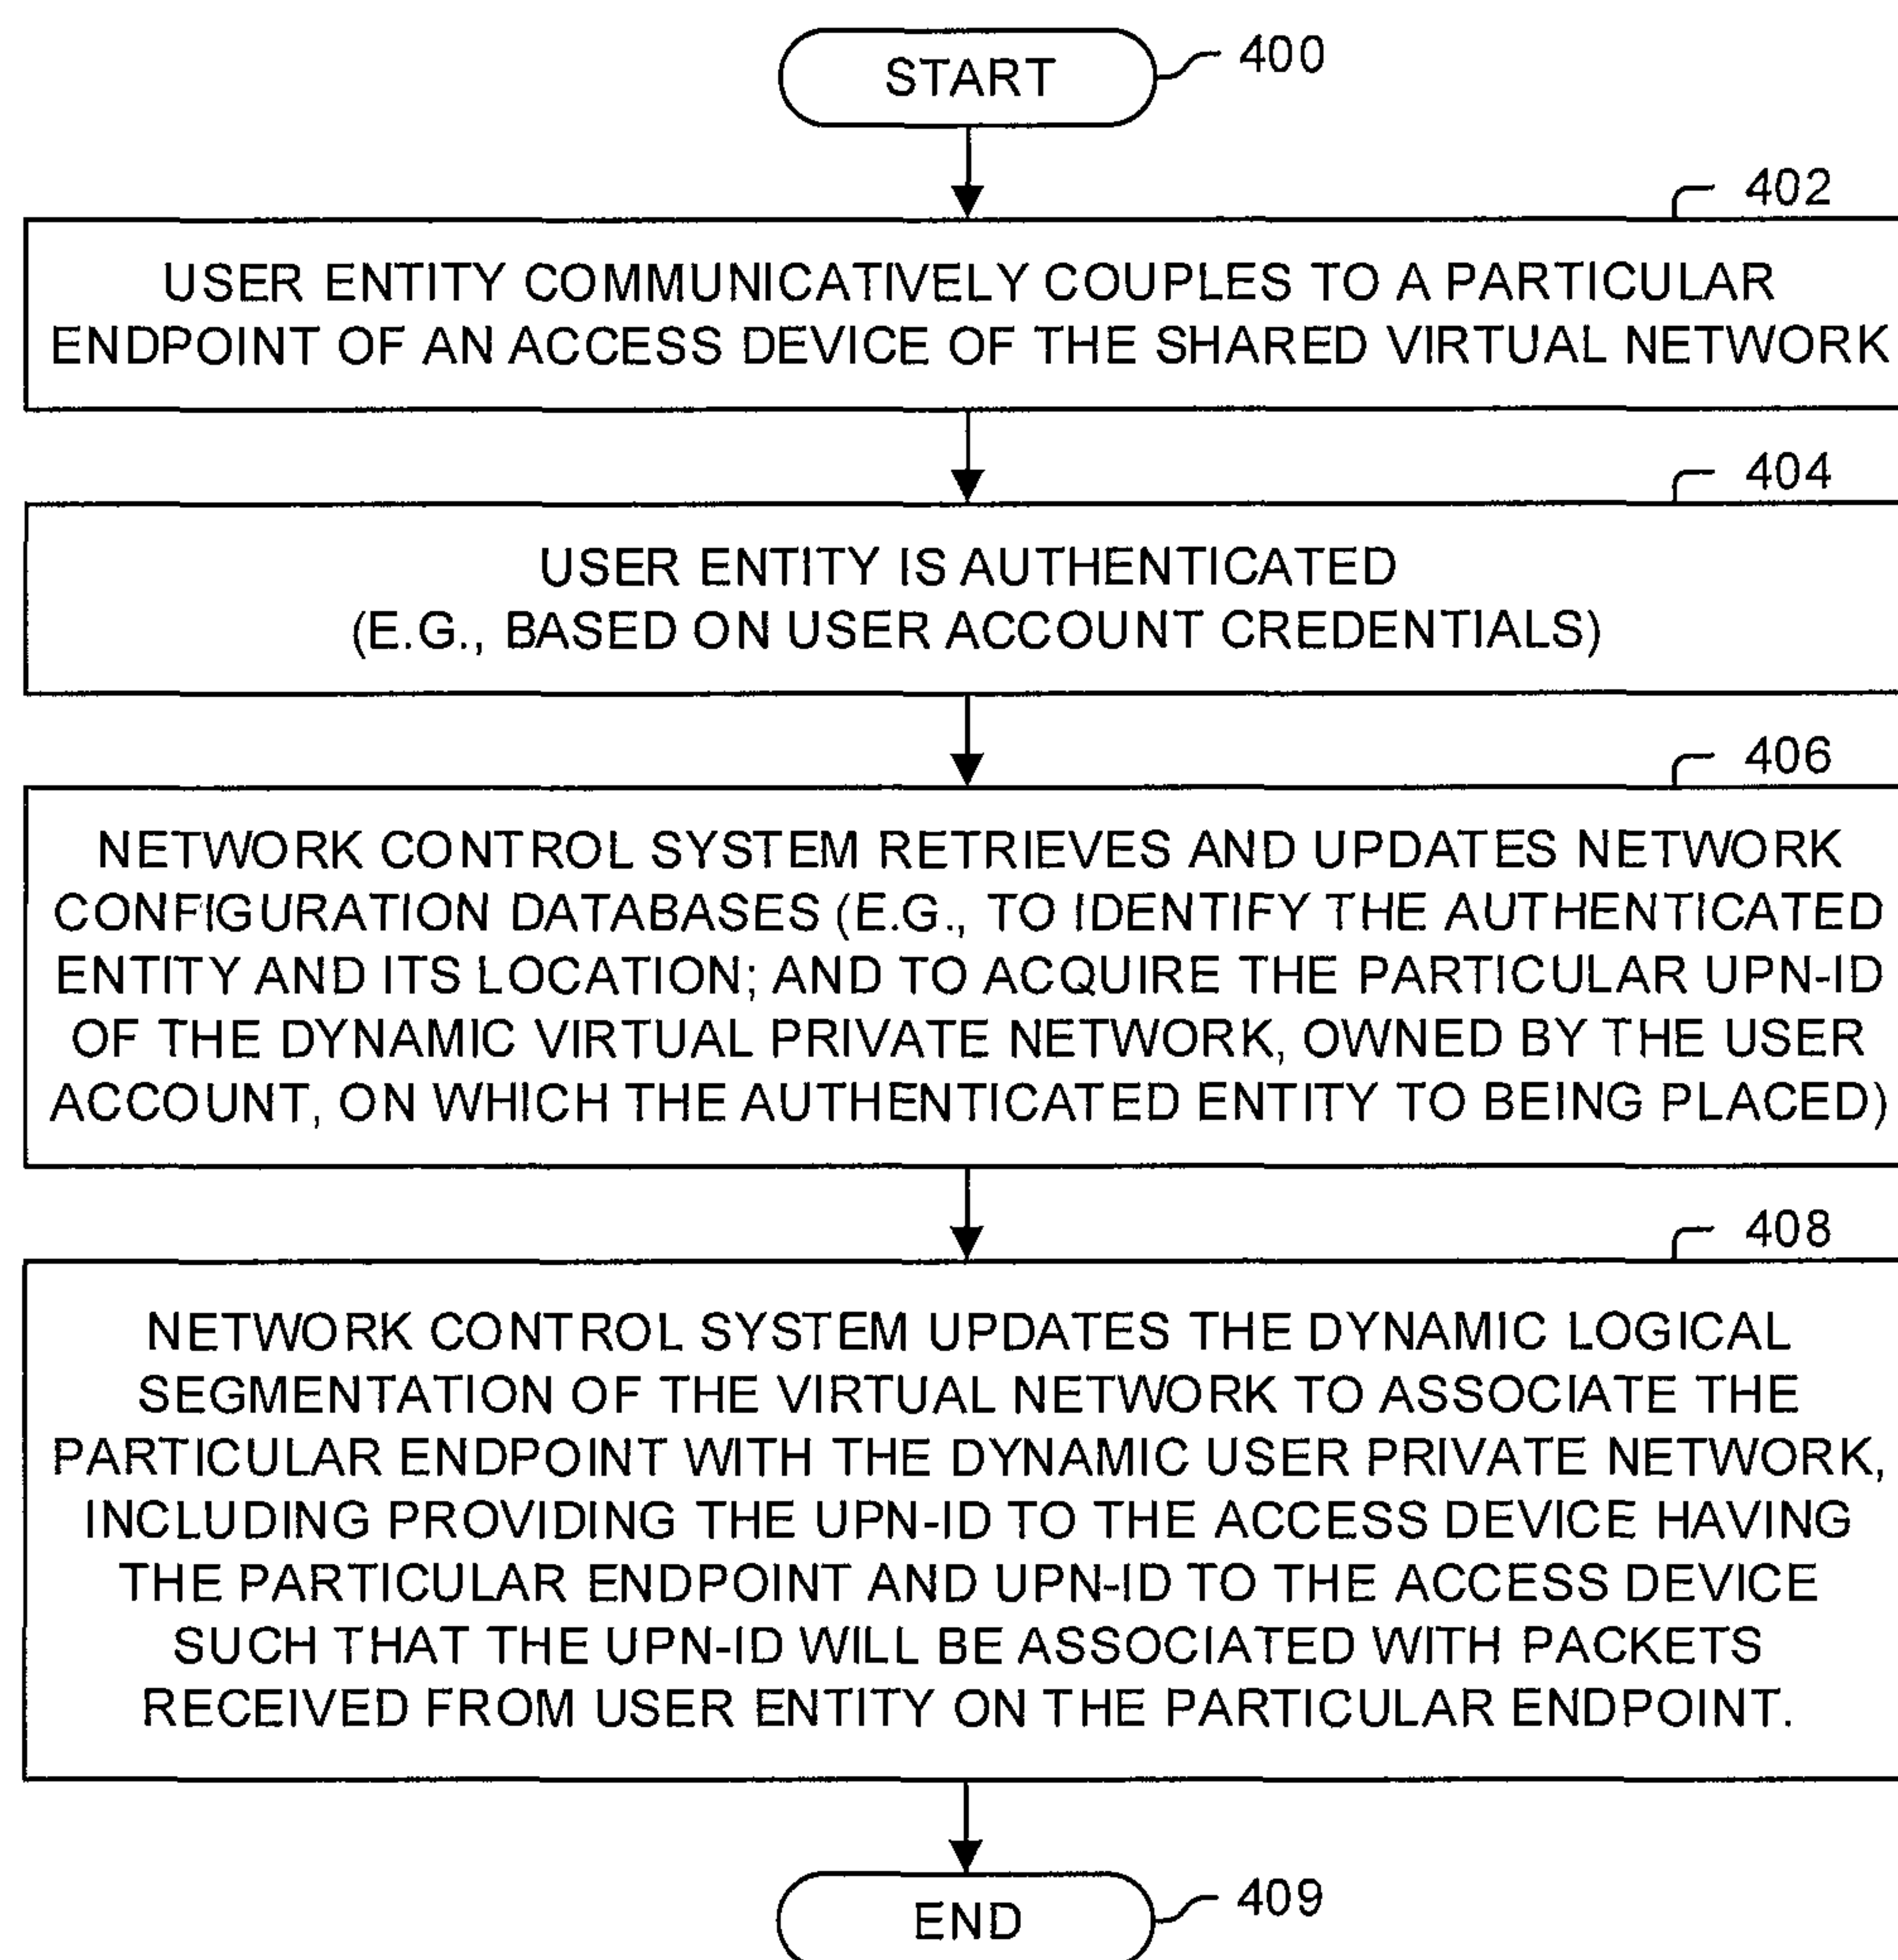 START
400
402
USER ENTITY COMMUNICATIVELY COUPLES TO A PARTICULAR
ENDPOINT OF AN ACCESS DEVICE OF THE SHARED VIRTUAL NETWORK
404
USER ENTITY IS AUTHENTICATED
(E.G., BASED ON USER ACCOUNT CREDENTIALS)
406
NETWORK CONTROL SYSTEM RETRIEVES AND UPDATES NETWORK
CONFIGURATION DATABASES (E.G., TO IDENTIFY THE AUTHENTICATED
ENTITY AND ITS LOCATION; AND TO ACQUIRE THE PARTICULAR UPN-ID
OF THE DYNAMIC VIRTUAL PRIVATE NETWORK, OWNED BY THE USER
ACCOUNT, ON WHICH THE AUTHENTICATED ENTITY TO BEING PLACED)
408
NETWORK CONTROL SYSTEM UPDATES THE DYNAMIC LOGICAL
SEGMENTATION OF THE VIRTUAL NETWORK TO ASSOCIATE THE
PARTICULAR ENDPOINT WITH THE DYNAMIC USER PRIVATE NETWORK,
INCLUDING PROVIDING THE UPN-ID TO THE ACCESS DEVICE HAVING
THE PARTICULAR ENDPOINT AND UPN-ID TO THE ACCESS DEVICE
SUCH THAT THE UPN-ID WILL BE ASSOCIATED WITH PACKETS
RECEIVED FROM USER ENTITY ON THE PARTICULAR ENDPOINT.
END
409